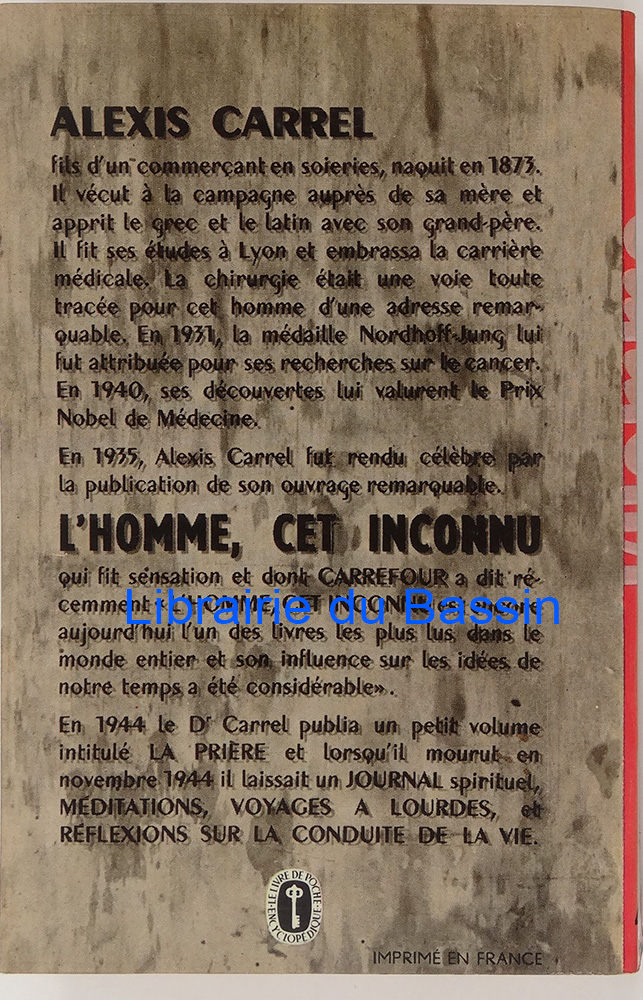 ALEXIS CARREL
fils d'un commerçant en soieries, naquit en 1873.
Il vécut à la campagne auprès de sa mère et
apprit le grec et le latin avec son grand-père.
Il fit ses études à Lyon et embrassa la carrière
médicale. La chirurgie était une voie toute
tracée pour cet homme d'une adresse remar-
quable. En 1931, la médaille Nordhoff-Jung lui
fut attribuée pour ses recherches sur le cancer.
En 1940, ses découvertes lui valurent le Prix
Nobel de Médecine.
En 1935, Alexis Carrel fut rendu célèbre par
la publication de son ouvrage remarquable.
L'HOMME, CET INCONNU
qui fit sensation et dont CARREFOUR a dit ré-
cemment «L'HOMME, CET INCONNU est encore
Librairie du Bassin
aujourd'hui l'un des livres les plus lus dans le
monde entier et son influence sur les idées de
notre temps a été considérable».
En 1944 le Dr Carrel publia un petit volume
intitulé LA PRIÈRE et lorsqu'il mourut en
novembre 1944 il laissait un JOURNAL spirituel,
MÉDITATIONS, VOYAGES A LOURDES, et
RÉFLEXIONS SUR LA CONDUITE DE LA VIE.
LE LIVRE DE POCHE
ENCYCLOPÉDIQUE
IMPRIMÉ EN FRANCE